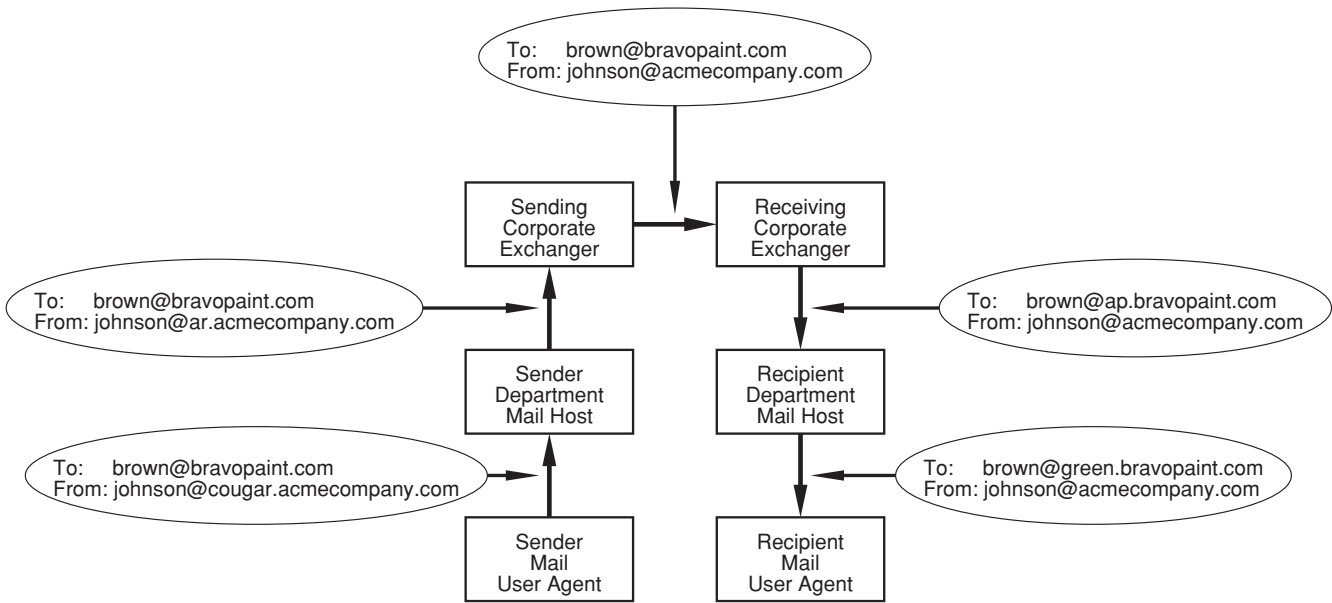 To: brown@bravopaint.com
From: johnson@acmecompany.com
Sending
Corporate
Exchanger
Receiving
Corporate
Exchanger
To: brown@bravopaint.com
From: johnson@ar.acmecompany.com
To: brown@ap.bravopaint.com
From: johnson@acmecompany.com
Sender
Department
Mail Host
Recipient
Department
Mail Host
To: brown@bravopaint.com
From: johnson@cougar.acmecompany.com
To: brown@green.bravopaint.com
From: johnson@acmecompany.com
Sender
Mail
User Agent
Recipient
Mail
User Agent